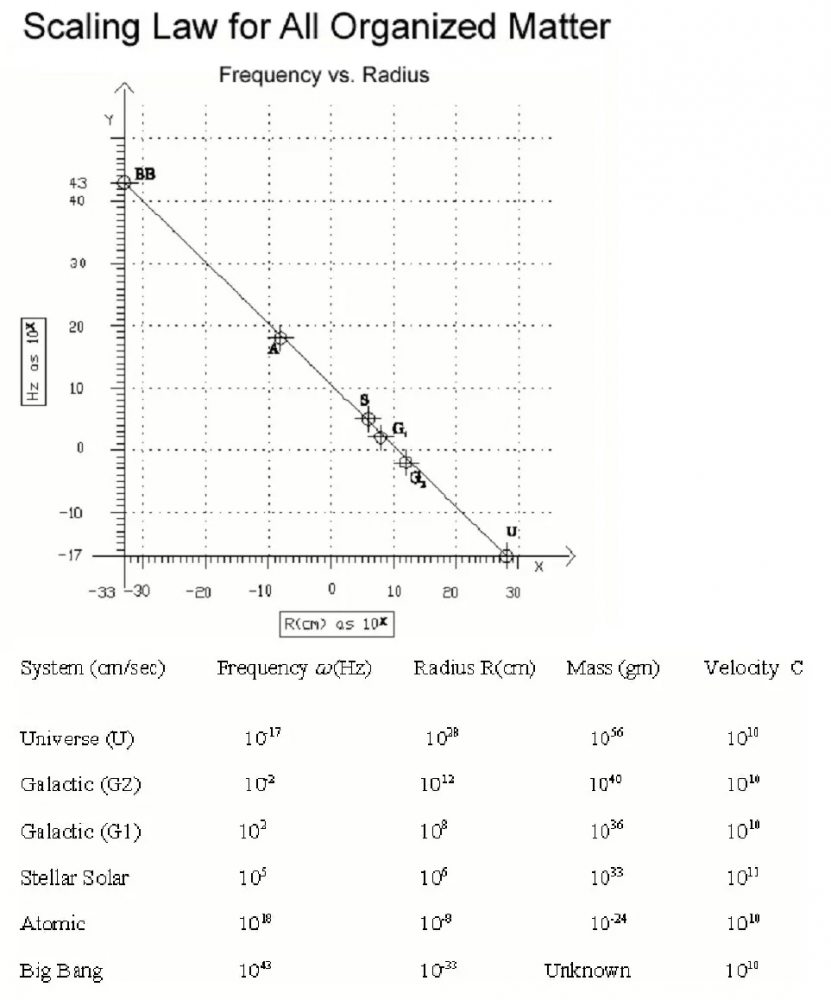 Scaling Law for All Organized Matter
Frequency vs. Radius
Y
BB
43
40
30
20
A
10
S
G₁
0
G₂
-10
U
-17
X
-33 -30 -20 -10 0 10 20 30
Hz as 10ˣ
R(cm) as 10ˣ
System (cm/sec) Frequency ω(Hz) Radius R(cm) Mass (gm) Velocity C
Universe (U) 10⁻¹⁷ 10²⁸ 10⁵⁶ 10¹⁰
Galactic (G2) 10² 10¹² 10⁴⁰ 10¹⁰
Galactic (G1) 10² 10⁸ 10³⁶ 10¹⁰
Stellar Solar 10⁵ 10⁶ 10³³ 10¹¹
Atomic 10¹⁸ 10⁻⁸ 10⁻²⁴ 10¹⁰
Big Bang 10⁴³ 10⁻³³ Unknown 10¹⁰